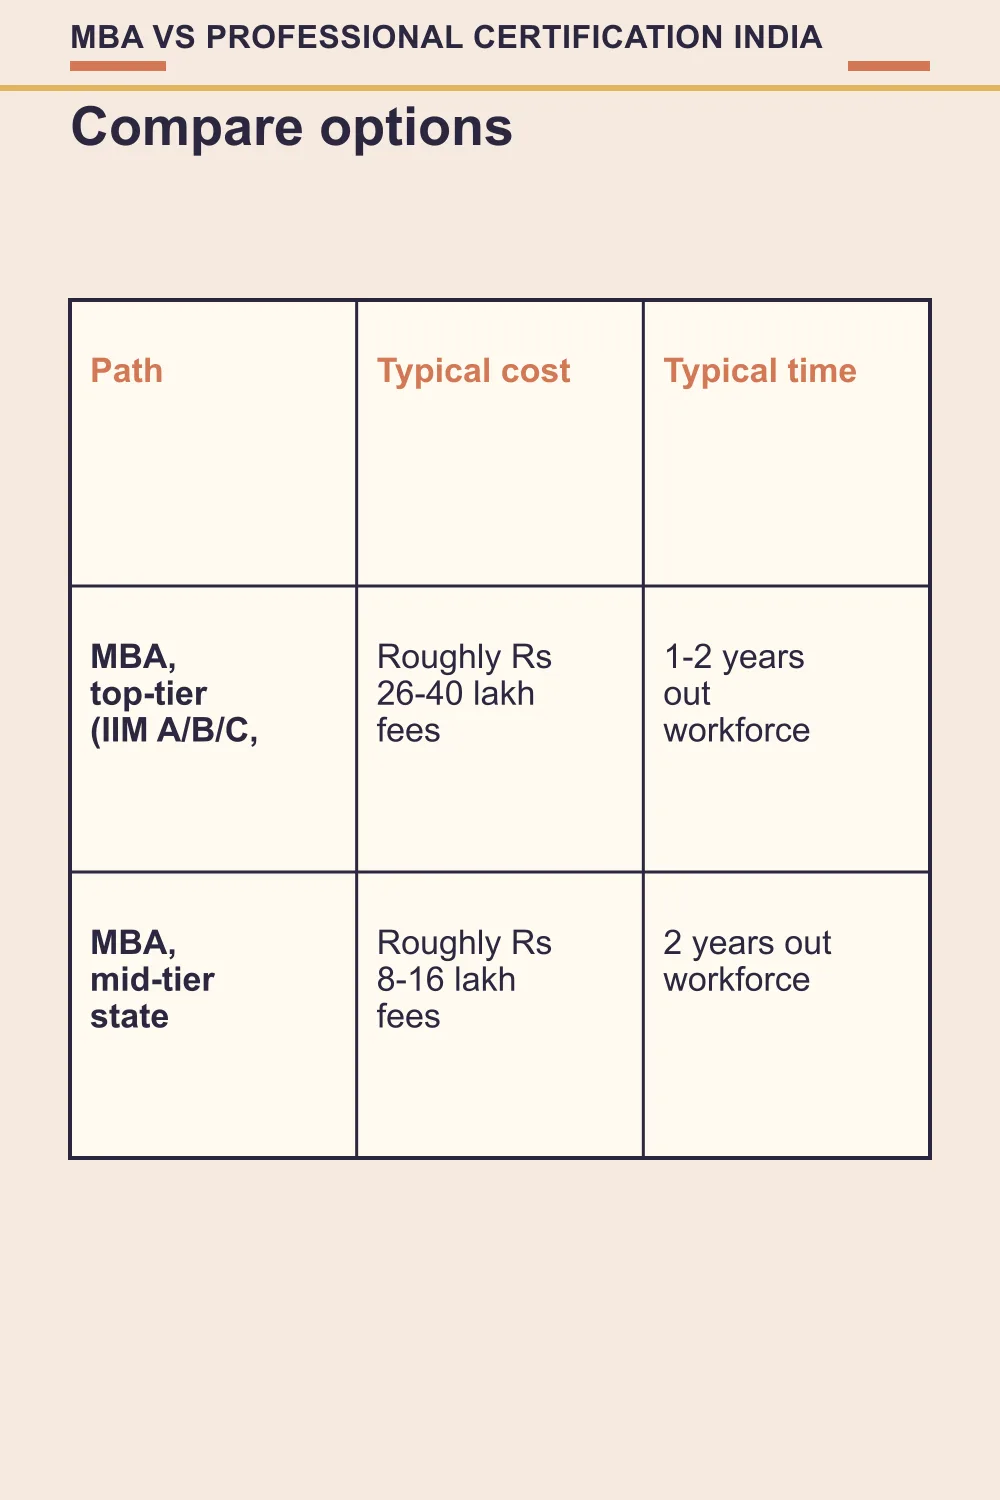 MBA VS PROFESSIONAL CERTIFICATION INDIA
Compare options
Path
Typical cost
Typical time
MBA,
top-tier
(IIM A/B/C,
Roughly Rs
26-40 lakh
fees
1-2 years
out
workforce
MBA,
mid-tier
state
Roughly Rs
8-16 lakh
fees
2 years out
workforce